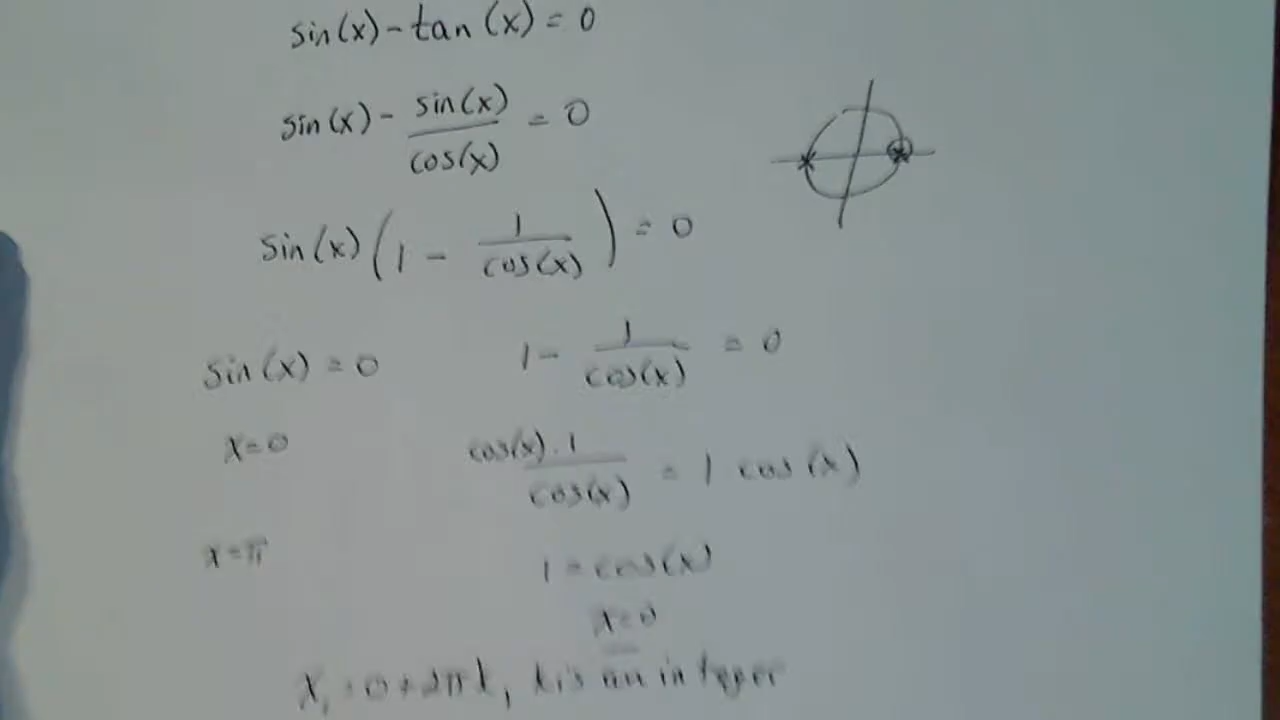 sin(x) - tan(x) = 0
sin(x) - sin(x)/cos(x) = 0
sin(x) (1 - 1/cos(x)) = 0
sin(x) = 0    1 - 1/cos(x) = 0
x = 0    cos(x) · 1/cos(x) = 1 cos(x)
x = π    1 = cos(x)
x = 0
x₁ = 0 + 2πk, k is an integer